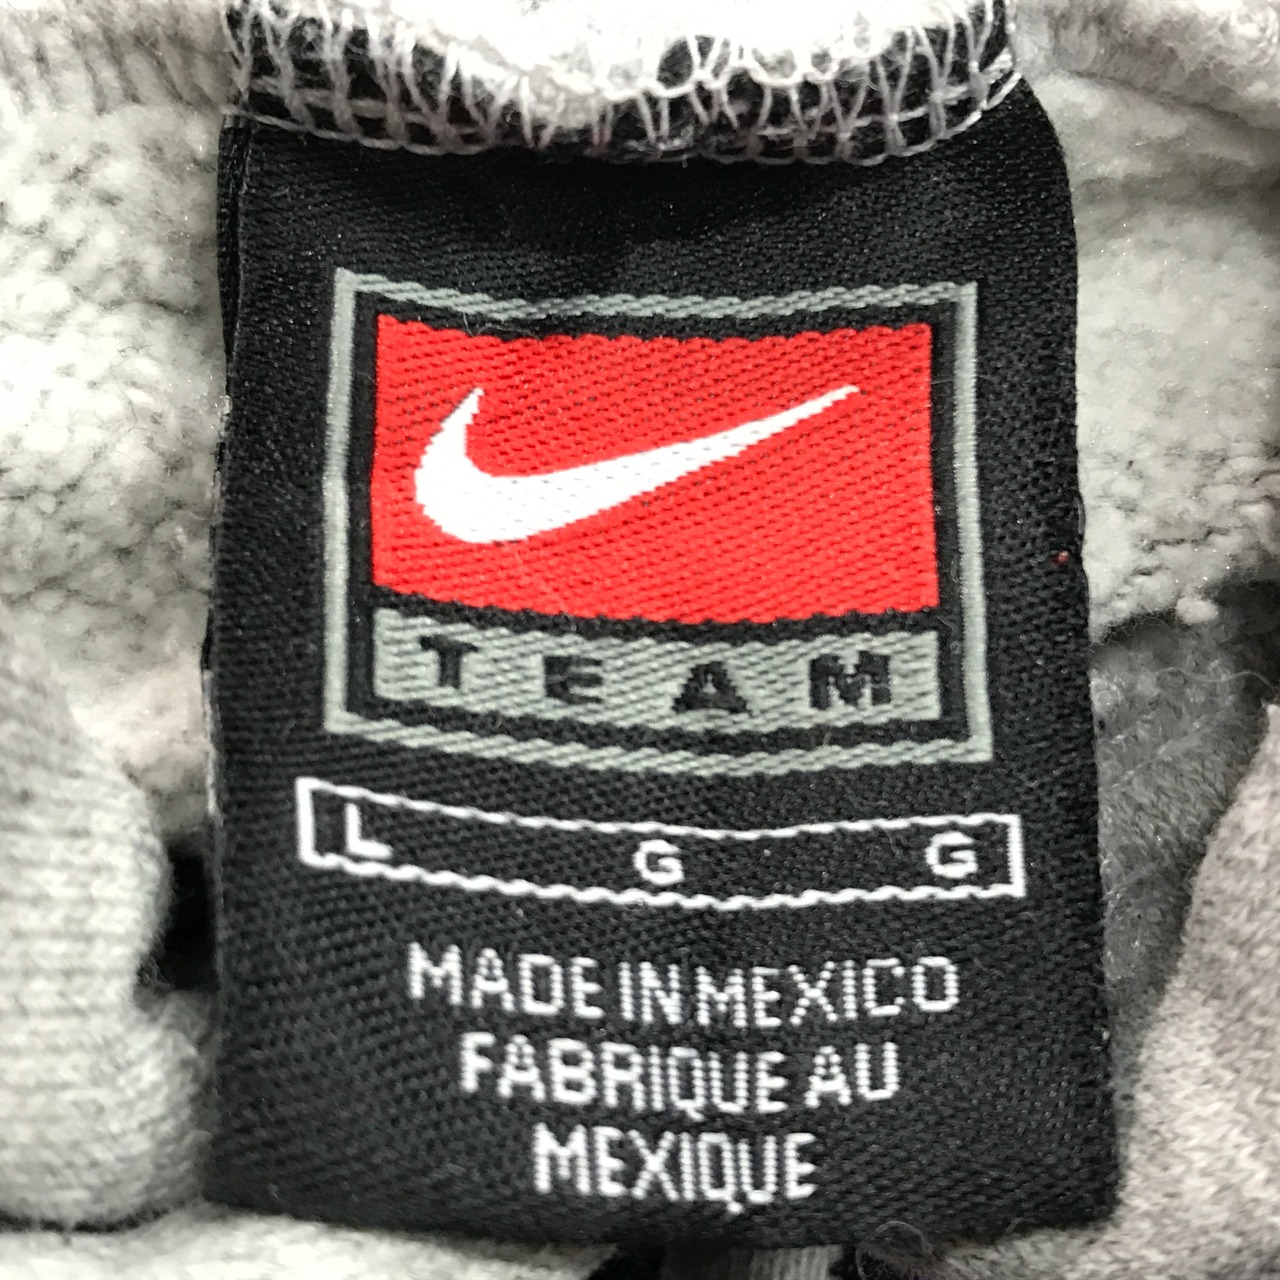 TEAM
L G G
MADE IN MEXICO
FABRIQUE AU
MEXIQUE